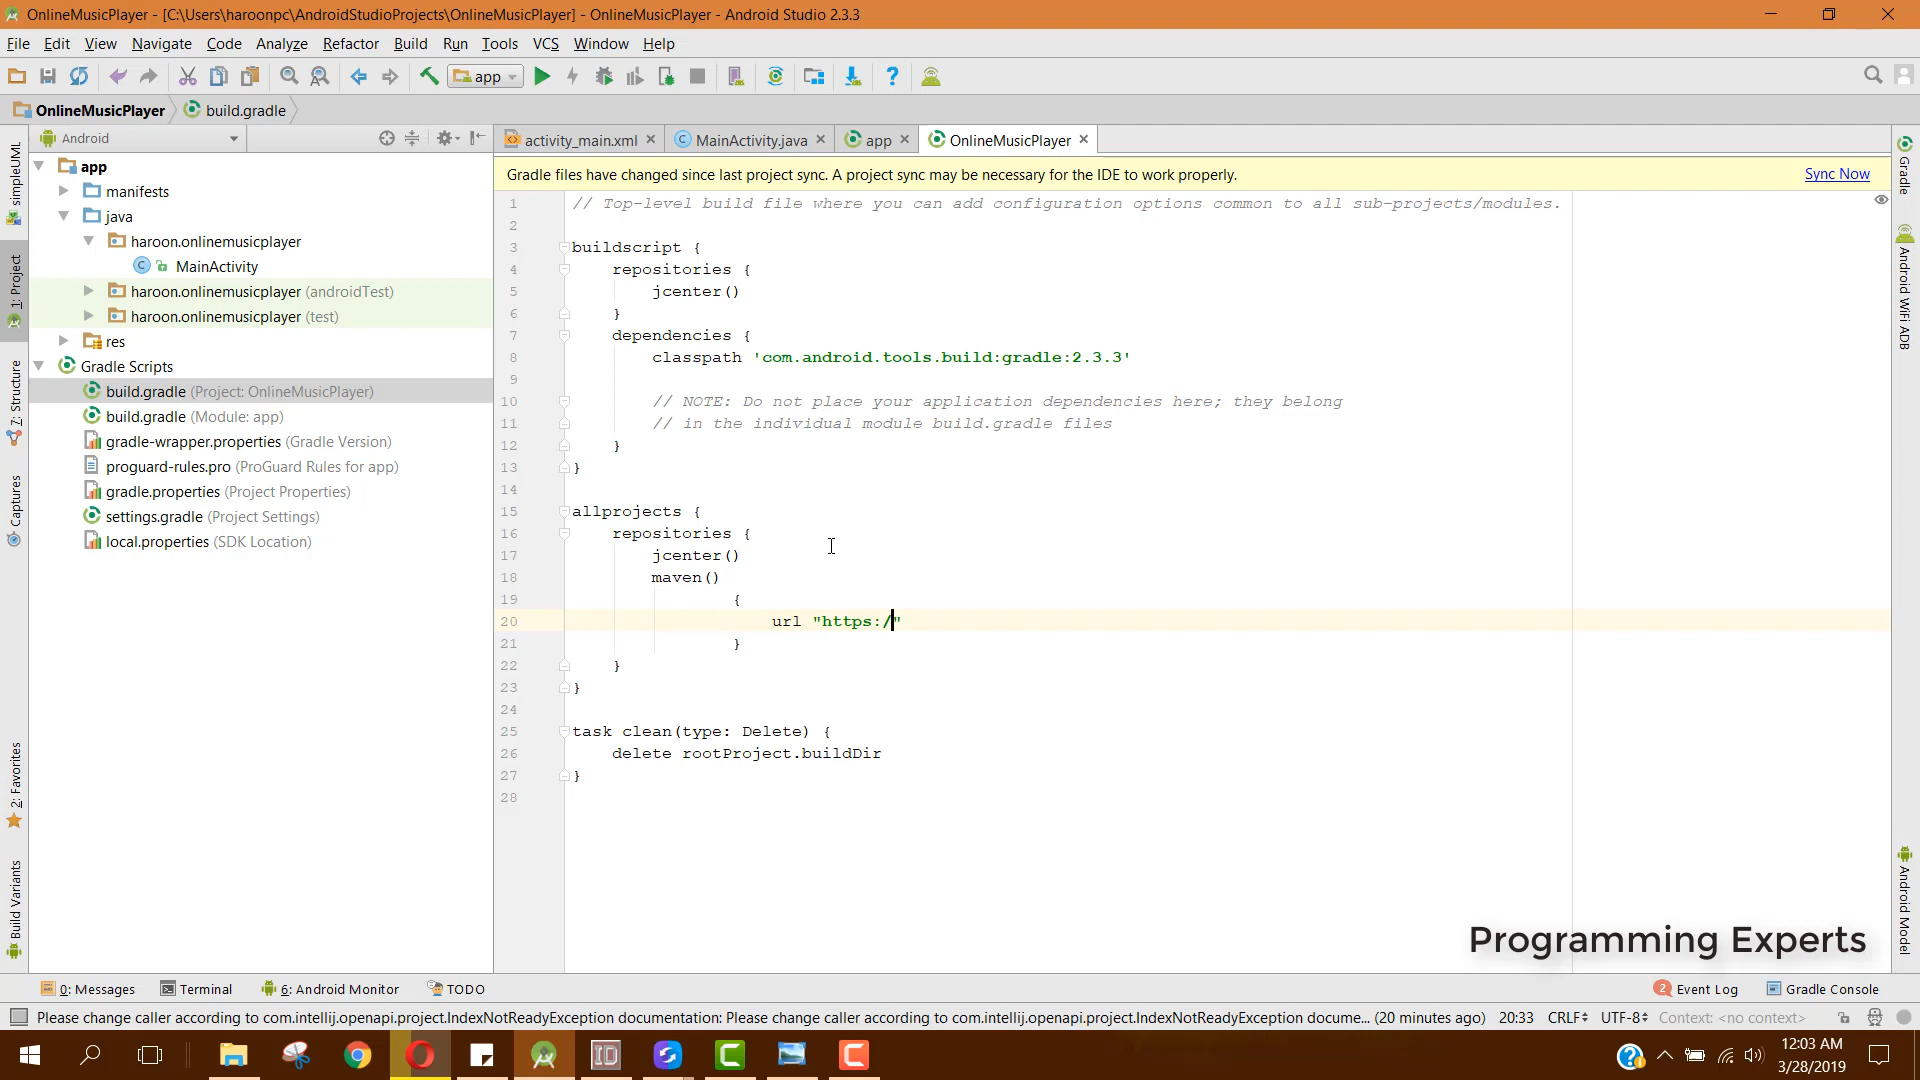 OnlineMusicPlayer - [C:\Users\haroonpc\AndroidStudioProjects\OnlineMusicPlayer] - OnlineMusicPlayer - Android Studio 2.3.3
File Edit View Navigate Code Analyze Refactor Build Run Tools VCS Window Help
app
OnlineMusicPlayer build.gradle
Android
activity_main.xml MainActivity.java app OnlineMusicPlayer
Gradle files have changed since last project sync. A project sync may be necessary for the IDE to work properly. Sync Now
app
manifests
java
haroon.onlinemusicplayer
MainActivity
haroon.onlinemusicplayer (androidTest)
haroon.onlinemusicplayer (test)
res
Gradle Scripts
build.gradle (Project: OnlineMusicPlayer)
build.gradle (Module: app)
gradle-wrapper.properties (Gradle Version)
proguard-rules.pro (ProGuard Rules for app)
gradle.properties (Project Properties)
settings.gradle (Project Settings)
local.properties (SDK Location)
1 // Top-level build file where you can add configuration options common to all sub-projects/modules.
2
3 buildscript {
4 repositories {
5 jcenter()
6 }
7 dependencies {
8 classpath 'com.android.tools.build:gradle:2.3.3'
9
10 // NOTE: Do not place your application dependencies here; they belong
11 // in the individual module build.gradle files
12 }
13 }
14
15 allprojects {
16 repositories {
17 jcenter()
18 maven()
19 {
20 url "https:/"
21 }
22 }
23 }
24
25 task clean(type: Delete) {
26 delete rootProject.buildDir
27 }
28
simpleUML
1: Project
7: Structure
Captures
2: Favorites
Build Variants
Gradle
Android WiFi ADB
Android Model
Programming Experts
0: Messages Terminal 6: Android Monitor TODO Event Log Gradle Console
2
Please change caller according to com.intellij.openapi.project.IndexNotReadyException documentation: Please change caller according to com.intellij.openapi.project.IndexNotReadyException docume... (20 minutes ago) 20:33 CRLF UTF-8 Context: <no context>
12:03 AM
3/28/2019